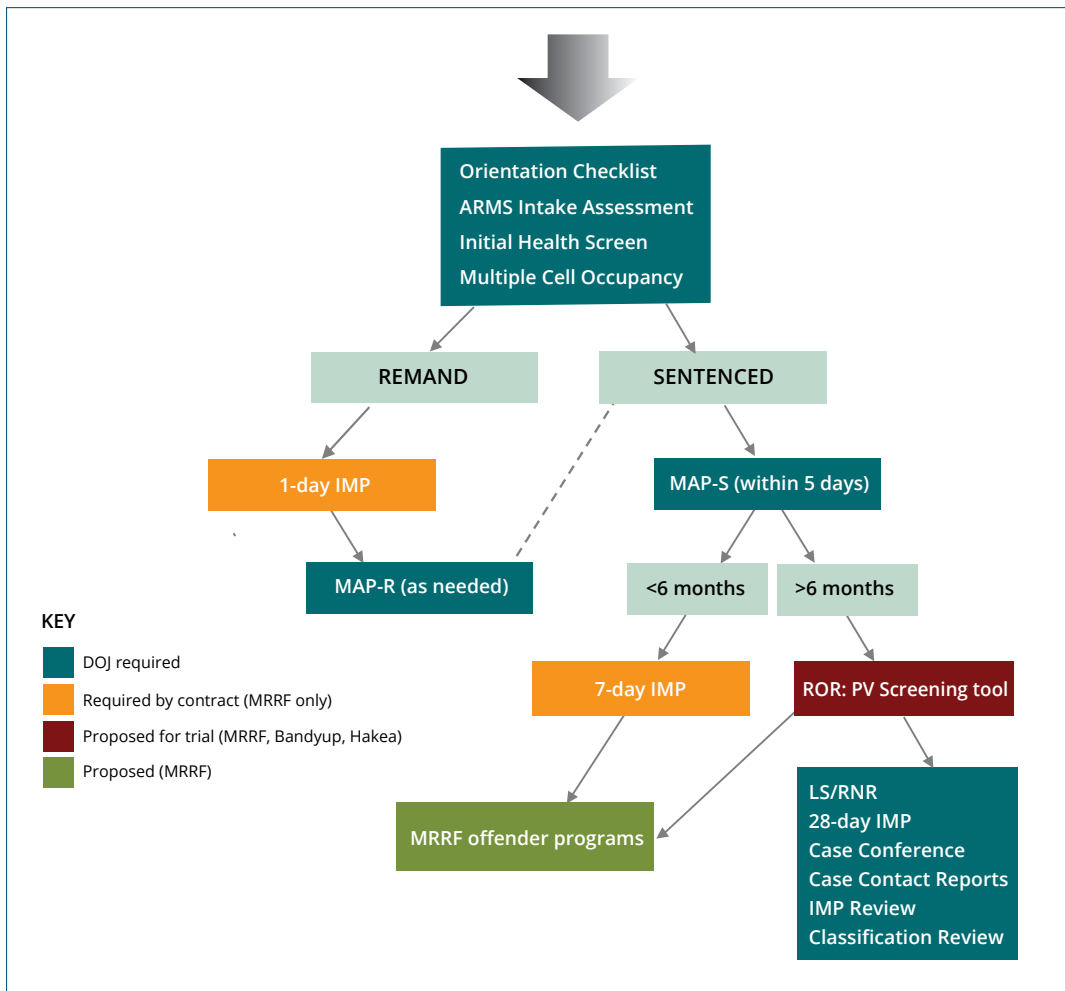 Orientation Checklist
ARMS Intake Assessment
Initial Health Screen
Multiple Cell Occupancy
REMAND
SENTENCED
1-day IMP
MAP-S (within 5 days)
MAP-R (as needed)
<6 months
>6 months
KEY
DOJ required
Required by contract (MRRF only)
Proposed for trial (MRRF, Bandyup, Hakea)
Proposed (MRRF)
7-day IMP
ROR: PV Screening tool
MRRF offender programs
LS/RNR
28-day IMP
Case Conference
Case Contact Reports
IMP Review
Classification Review